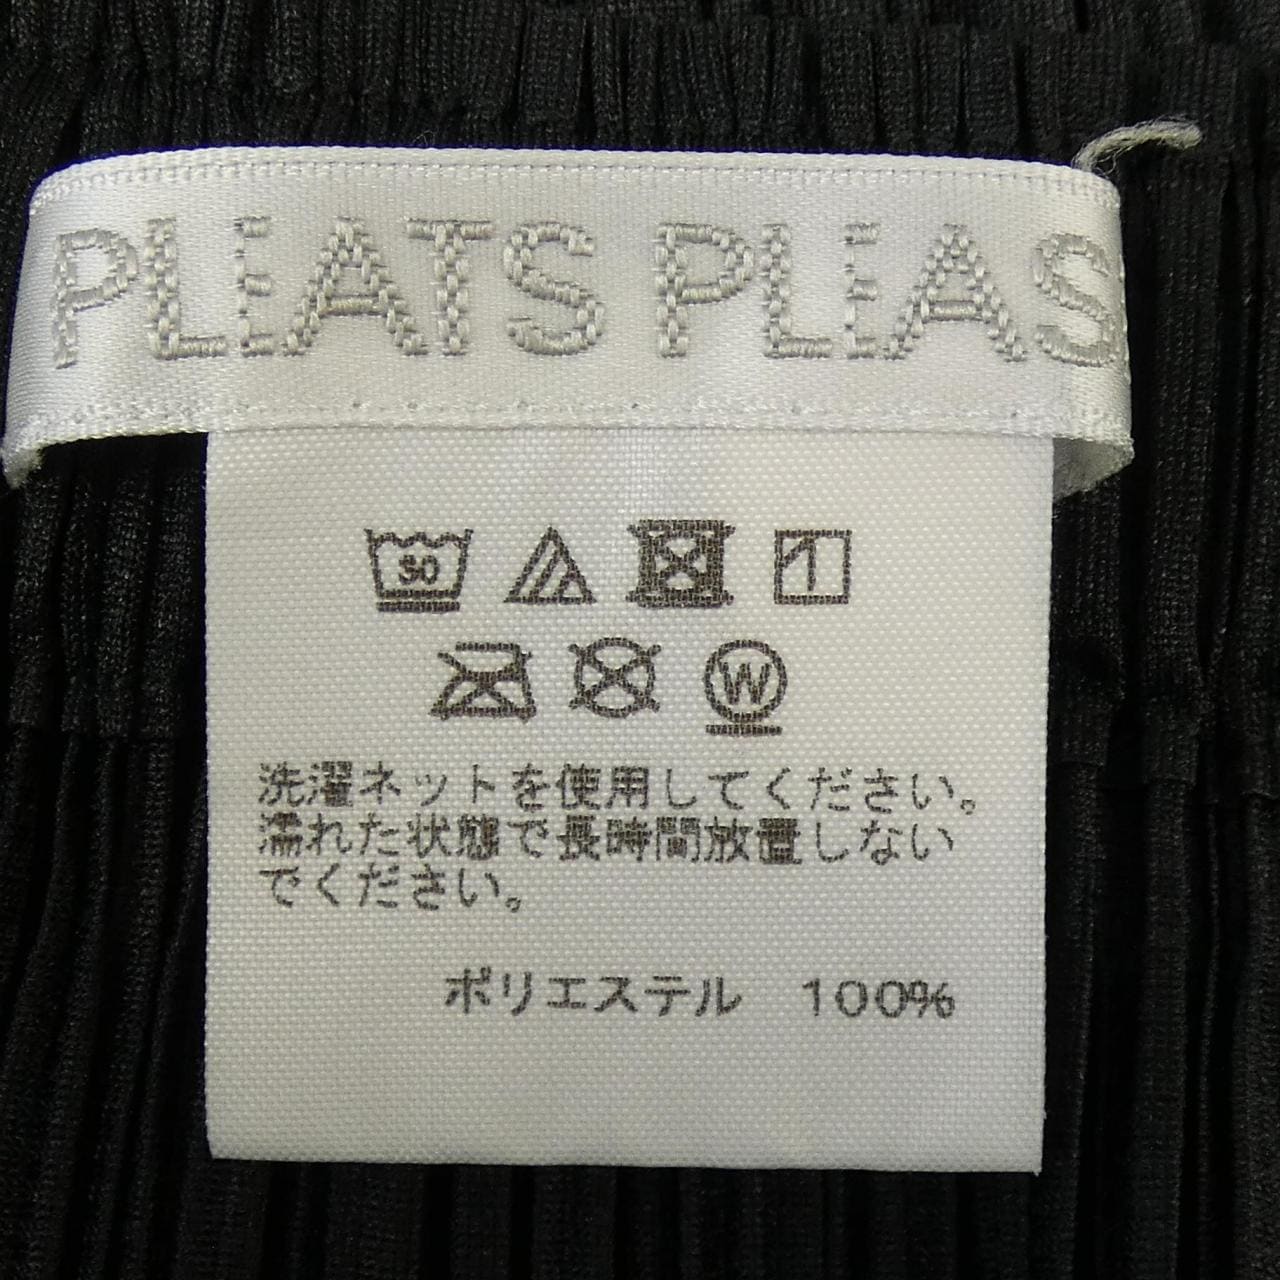 PLEATS PLEAS
30
W
洗濯ネットを使用してください。
濡れた状態で長時間放置しない
でください。
ポリエステル 100%